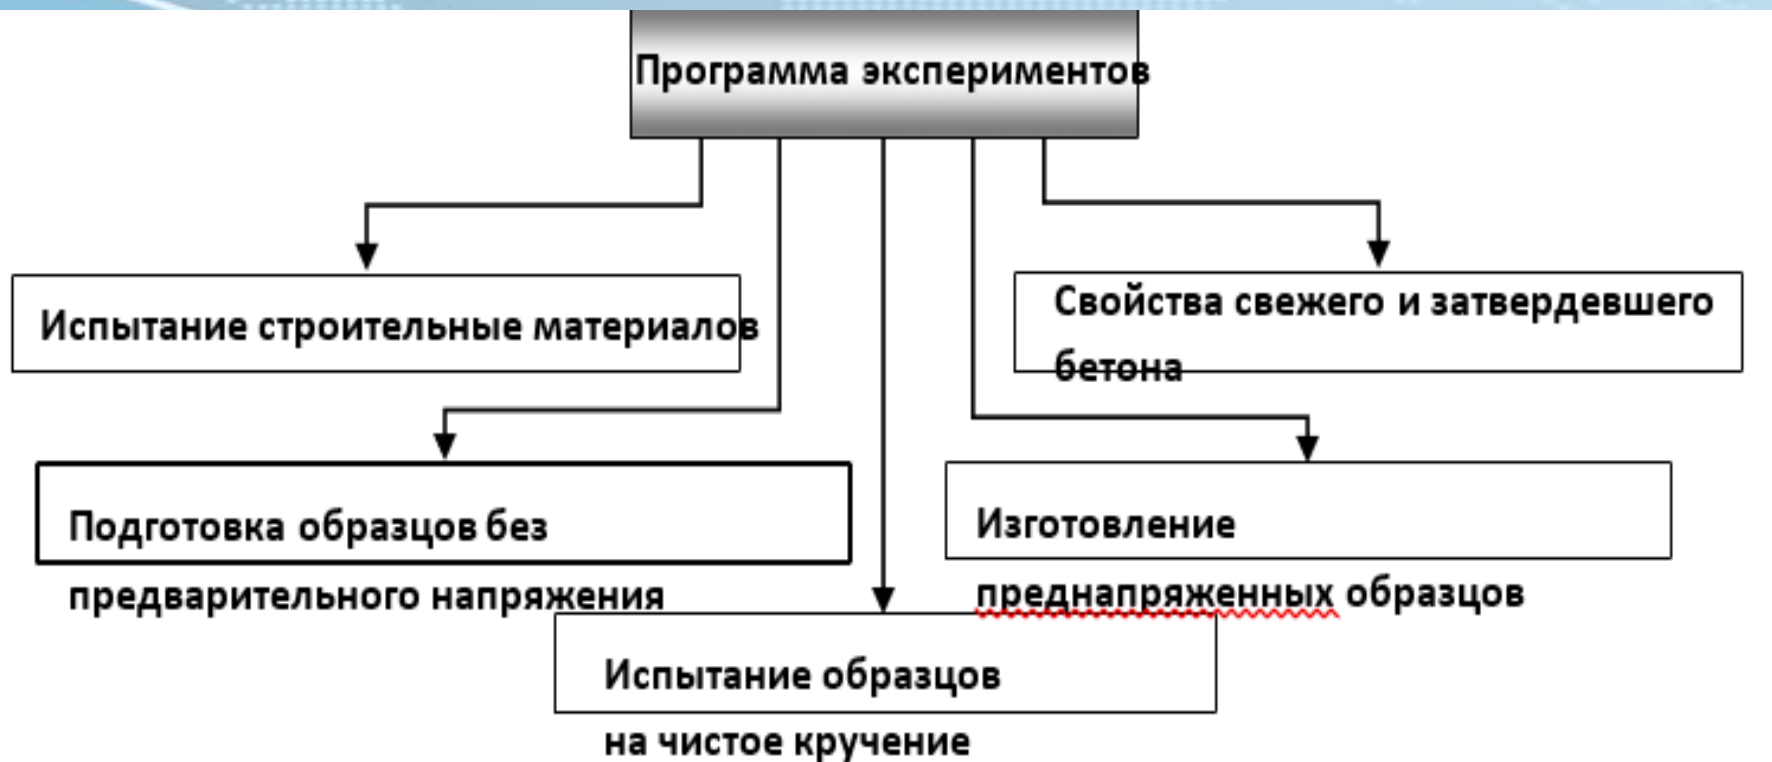 Программа экспериментов
Испытание строительные материалов
Свойства свежего и затвердевшего
бетона
Подготовка образцов без
предварительного напряжения
Изготовление
преднапряженных образцов
Испытание образцов
на чистое кручение